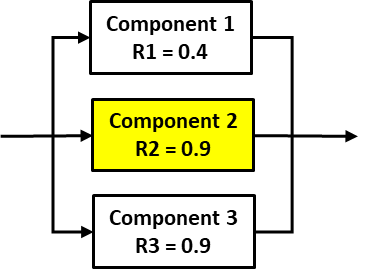 Component 1
R1 = 0.4
Component 2
R2 = 0.9
Component 3
R3 = 0.9